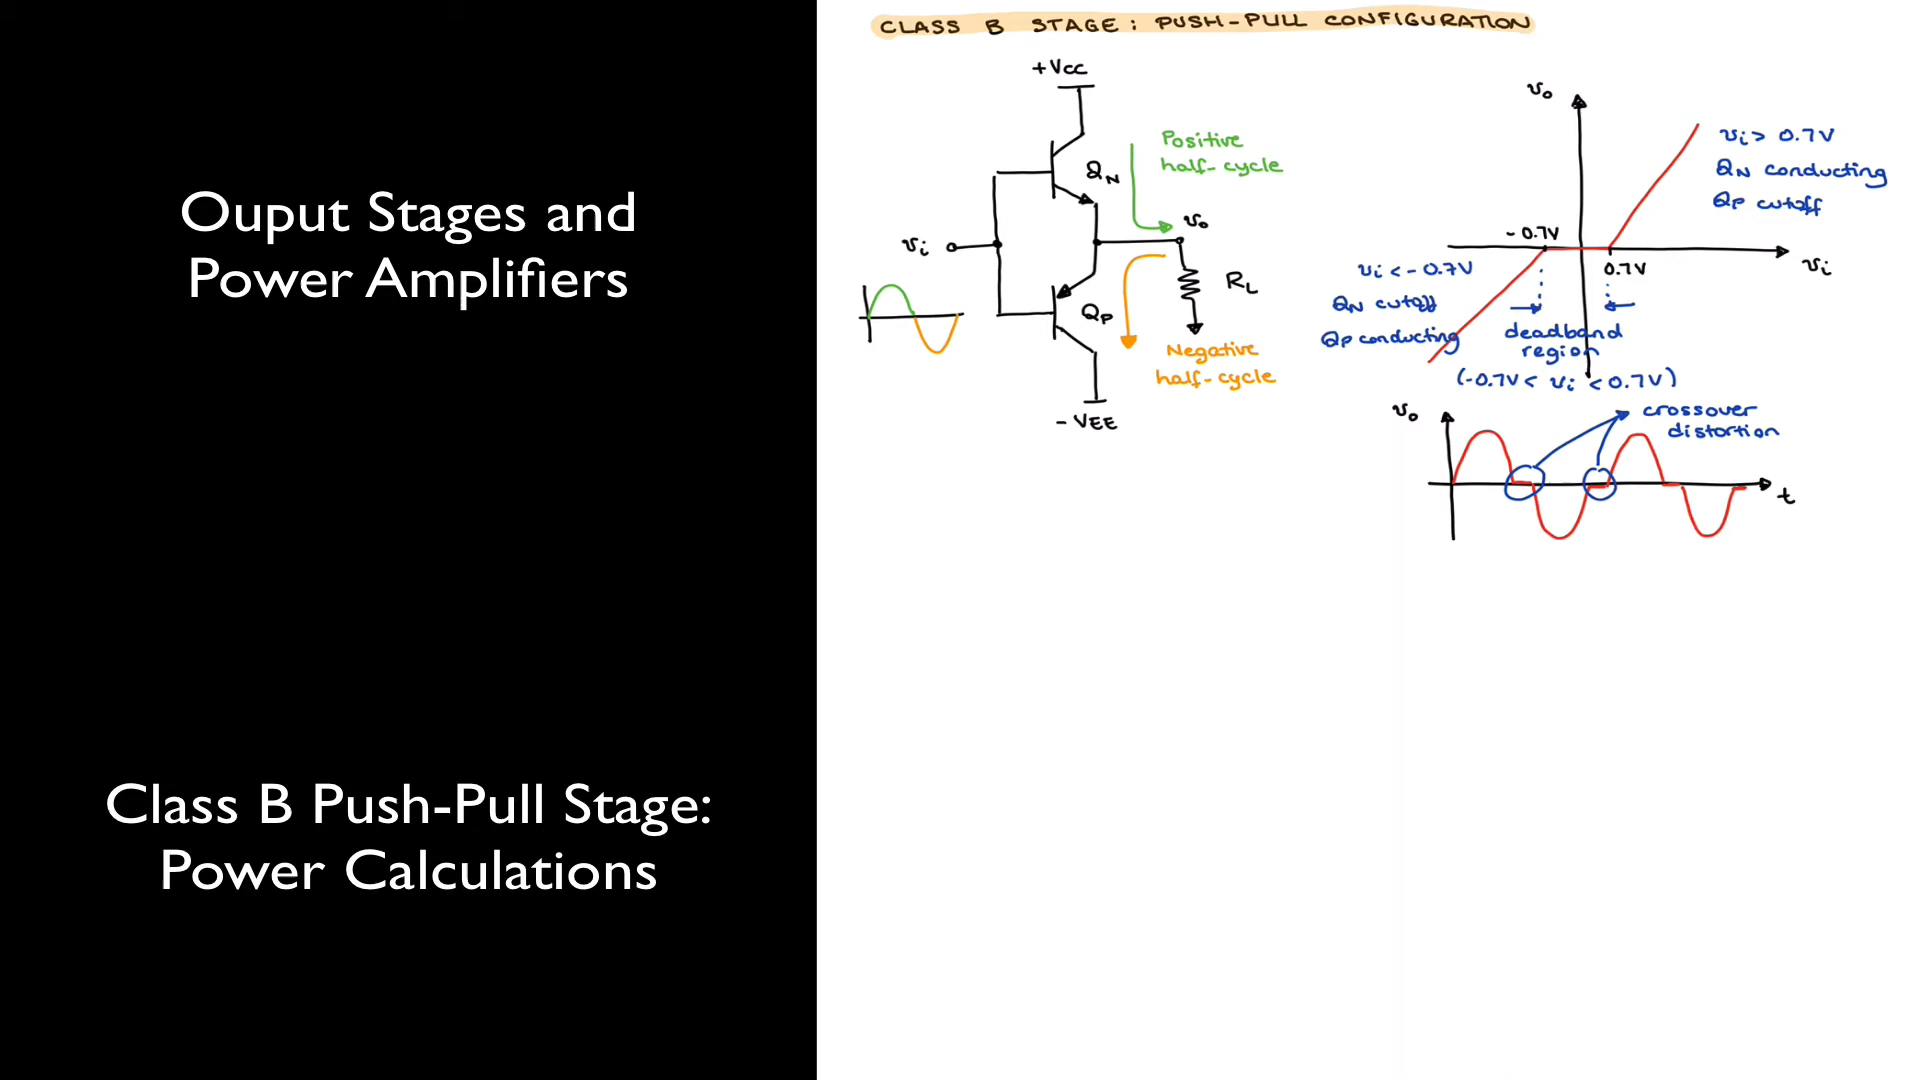 Ouput Stages and
Power Amplifiers
Class B Push-Pull Stage:
Power Calculations
CLASS B STAGE: PUSH-PULL CONFIGURATION
+Vcc
QN
Positive
half-cycle
vi
vo
RL
QP
Negative
half-cycle
-VEE
vo
vi > 0.7V
QN conducting
QP cutoff
-0.7V
0.7V
vi
vi < -0.7V
QN cutoff
QP conducting
deadband
region
(-0.7V < vi < 0.7V)
vo
crossover
distortion
t